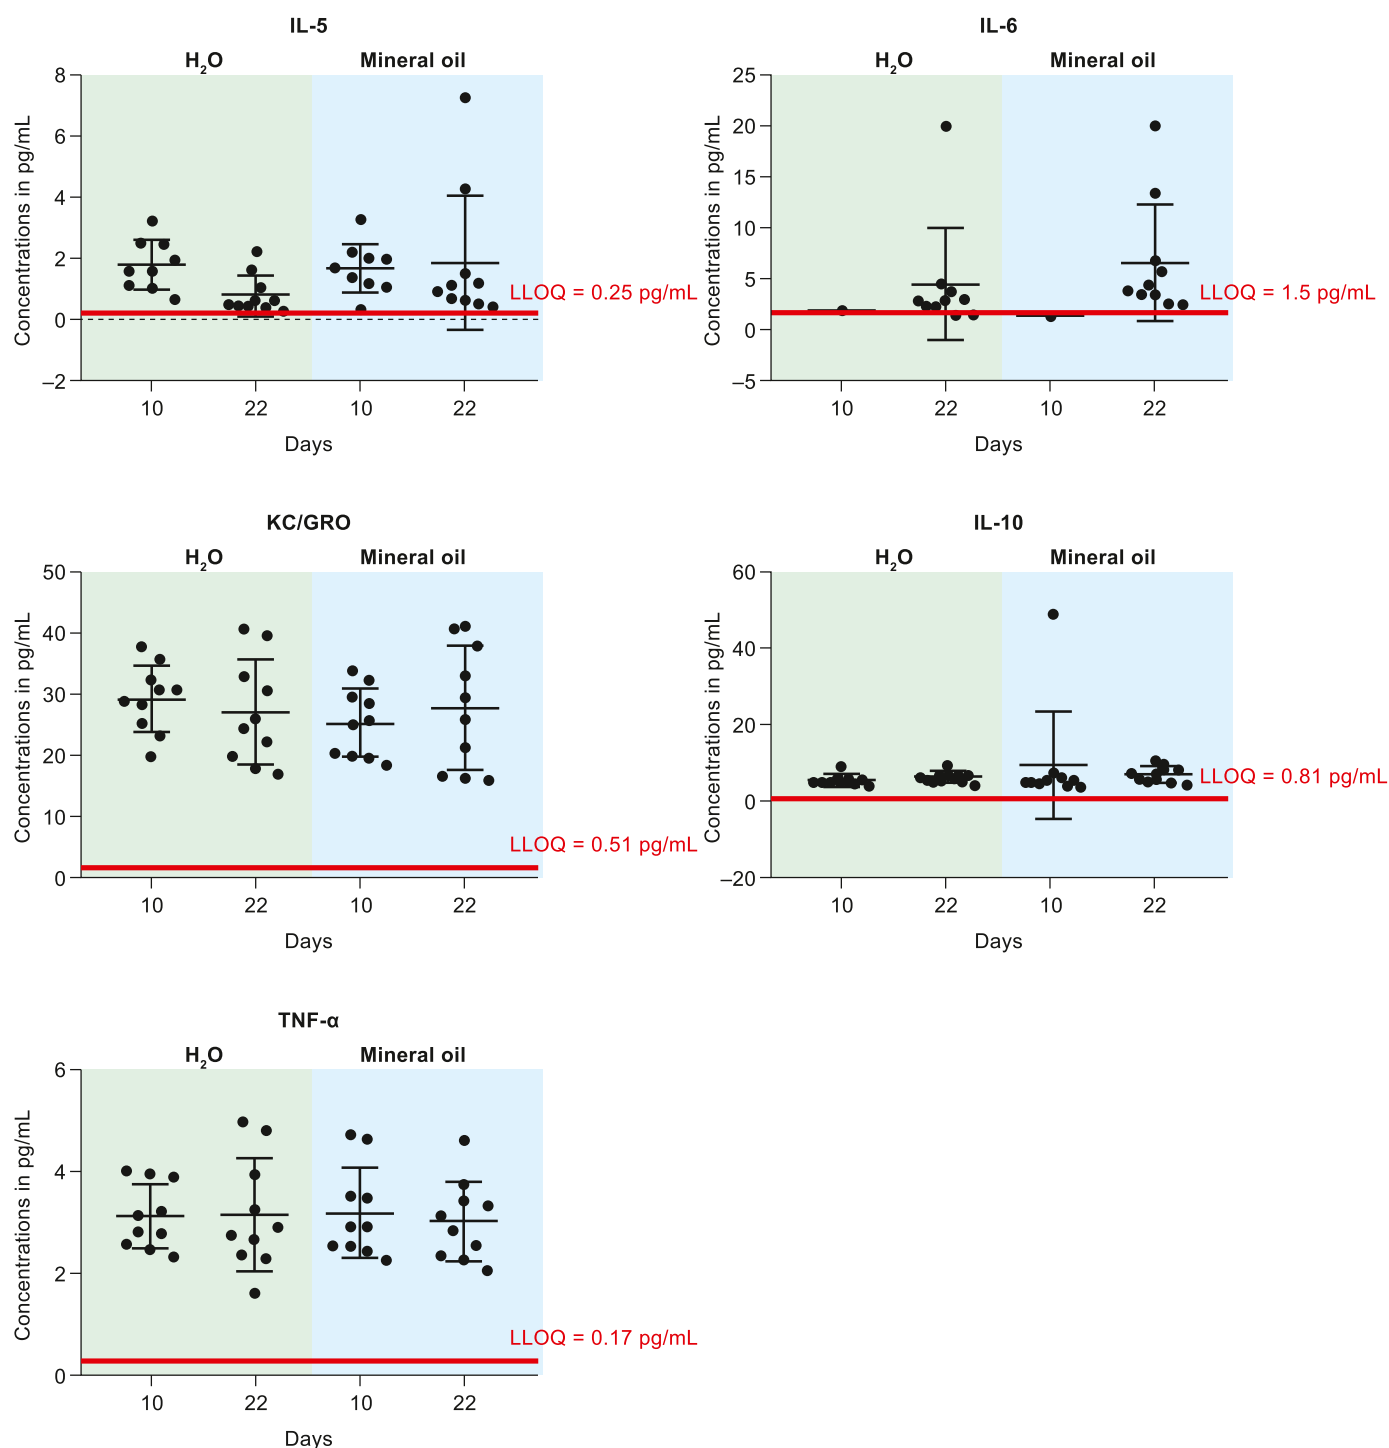 IL-5
H₂O Mineral oil
Concentrations in pg/mL
8
6
4
2
0
–2
LLOQ = 0.25 pg/mL
10 22 10 22
Days
IL-6
H₂O Mineral oil
Concentrations in pg/mL
25
20
15
10
5
0
–5
LLOQ = 1.5 pg/mL
10 22 10 22
Days
KC/GRO
H₂O Mineral oil
Concentrations in pg/mL
50
40
30
20
10
0
LLOQ = 0.51 pg/mL
10 22 10 22
Days
IL-10
H₂O Mineral oil
Concentrations in pg/mL
60
40
20
0
–20
LLOQ = 0.81 pg/mL
10 22 10 22
Days
TNF-α
H₂O Mineral oil
Concentrations in pg/mL
6
4
2
0
LLOQ = 0.17 pg/mL
10 22 10 22
Days